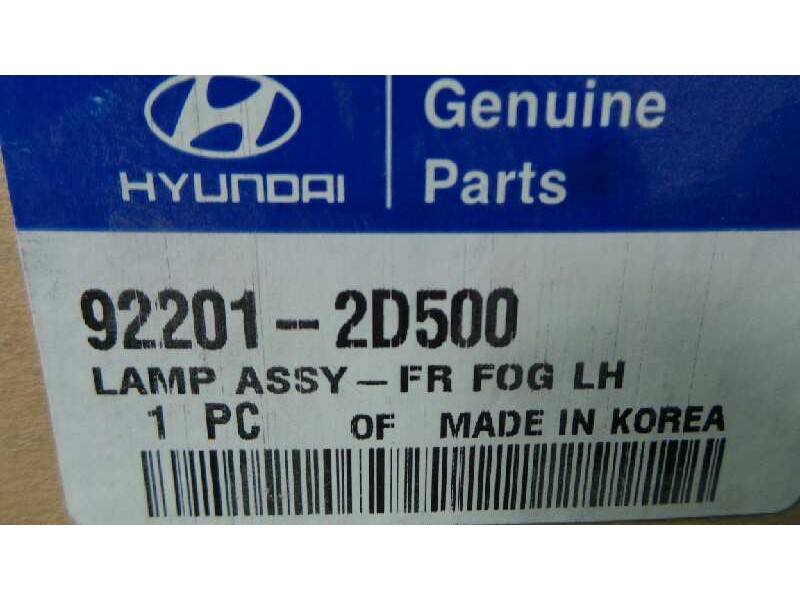 Genuine
HYUNDAI Parts
92201-2D500
LAMP ASSY-FR FOG LH
1 PC OF MADE IN KOREA